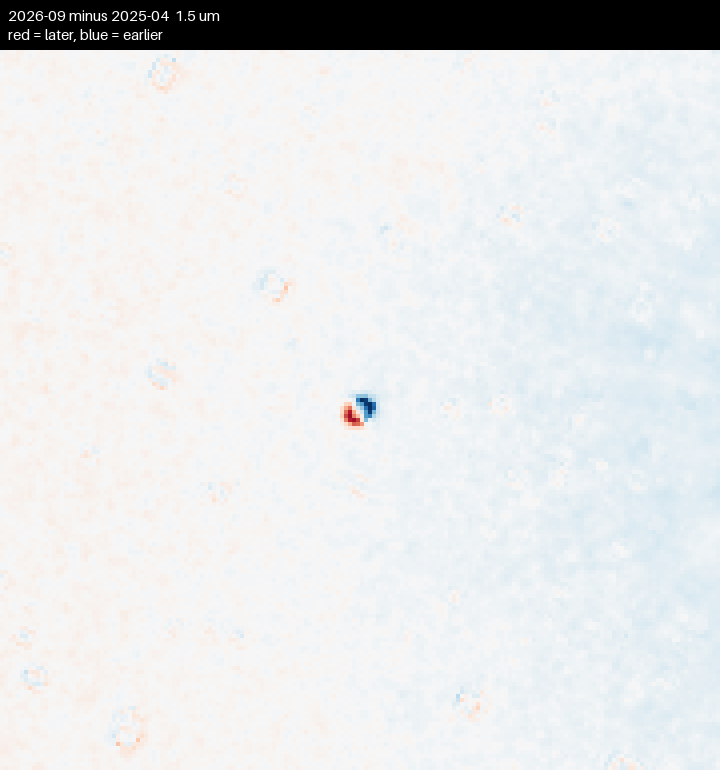 2026-09 minus 2025-04  1.5 um
red = later, blue = earlier